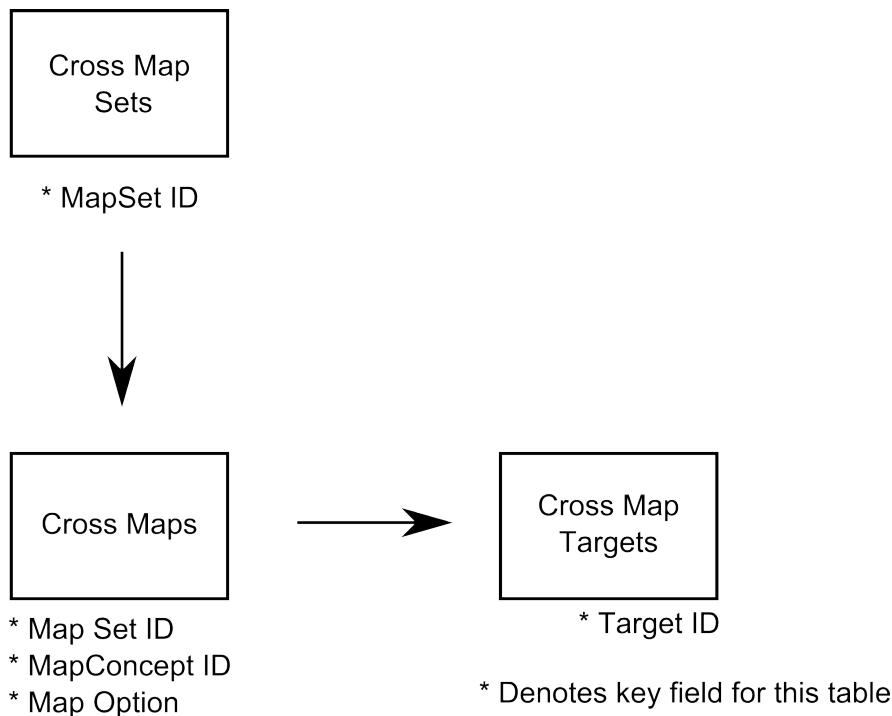 Cross Map
Sets
* MapSet ID
Cross Maps
Cross Map
Targets
* Map Set ID
* MapConcept ID
* Map Option
* Target ID
* Denotes key field for this table